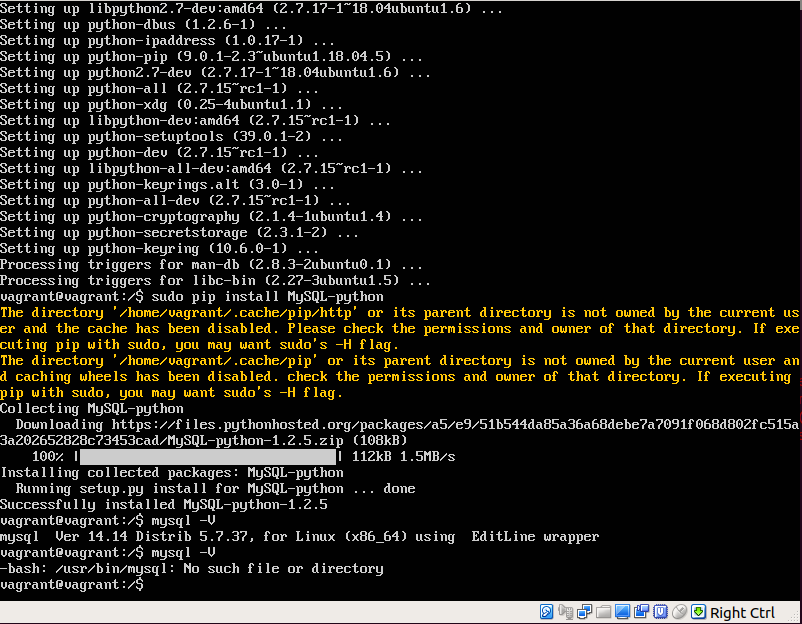 Setting up libpython2.7-dev:amd64 (2.7.17-1~18.04ubuntu1.6) ...
Setting up python-dbus (1.2.6-1) ...
Setting up python-ipaddress (1.0.17-1) ...
Setting up python-pip (9.0.1-2.3~ubuntu1.18.04.5) ...
Setting up python2.7-dev (2.7.17-1~18.04ubuntu1.6) ...
Setting up python-all (2.7.15~rc1-1) ...
Setting up python-xdg (0.25-4ubuntu1.1) ...
Setting up libpython-dev:amd64 (2.7.15~rc1-1) ...
Setting up python-setuptools (39.0.1-2) ...
Setting up python-dev (2.7.15~rc1-1) ...
Setting up libpython-all-dev:amd64 (2.7.15~rc1-1) ...
Setting up python-keyrings.alt (3.0-1) ...
Setting up python-all-dev (2.7.15~rc1-1) ...
Setting up python-cryptography (2.1.4-1ubuntu1.4) ...
Setting up python-secretstorage (2.3.1-2) ...
Setting up python-keyring (10.6.0-1) ...
Processing triggers for man-db (2.8.3-2ubuntu0.1) ...
Processing triggers for libc-bin (2.27-3ubuntu1.5) ...
vagrant@vagrant:/$ sudo pip install MySQL-python
The directory '/home/vagrant/.cache/pip/http' or its parent directory is not owned by the current us
er and the cache has been disabled. Please check the permissions and owner of that directory. If exe
cuting pip with sudo, you may want sudo's -H flag.
The directory '/home/vagrant/.cache/pip' or its parent directory is not owned by the current user an
d caching wheels has been disabled. check the permissions and owner of that directory. If executing
pip with sudo, you may want sudo's -H flag.
Collecting MySQL-python
  Downloading https://files.pythonhosted.org/packages/a5/e9/51b544da85a36a68debe7a7091f068d802fc515a
3a202652828c73453cad/MySQL-python-1.2.5.zip (108kB)
    100% |████████████████████████████████| 112kB 1.5MB/s
Installing collected packages: MySQL-python
  Running setup.py install for MySQL-python ... done
Successfully installed MySQL-python-1.2.5
vagrant@vagrant:/$ mysql -V
mysql  Ver 14.14 Distrib 5.7.37, for Linux (x86_64) using  EditLine wrapper
vagrant@vagrant:/$ mysql -V
-bash: /usr/bin/mysql: No such file or directory
vagrant@vagrant:/$
Right Ctrl